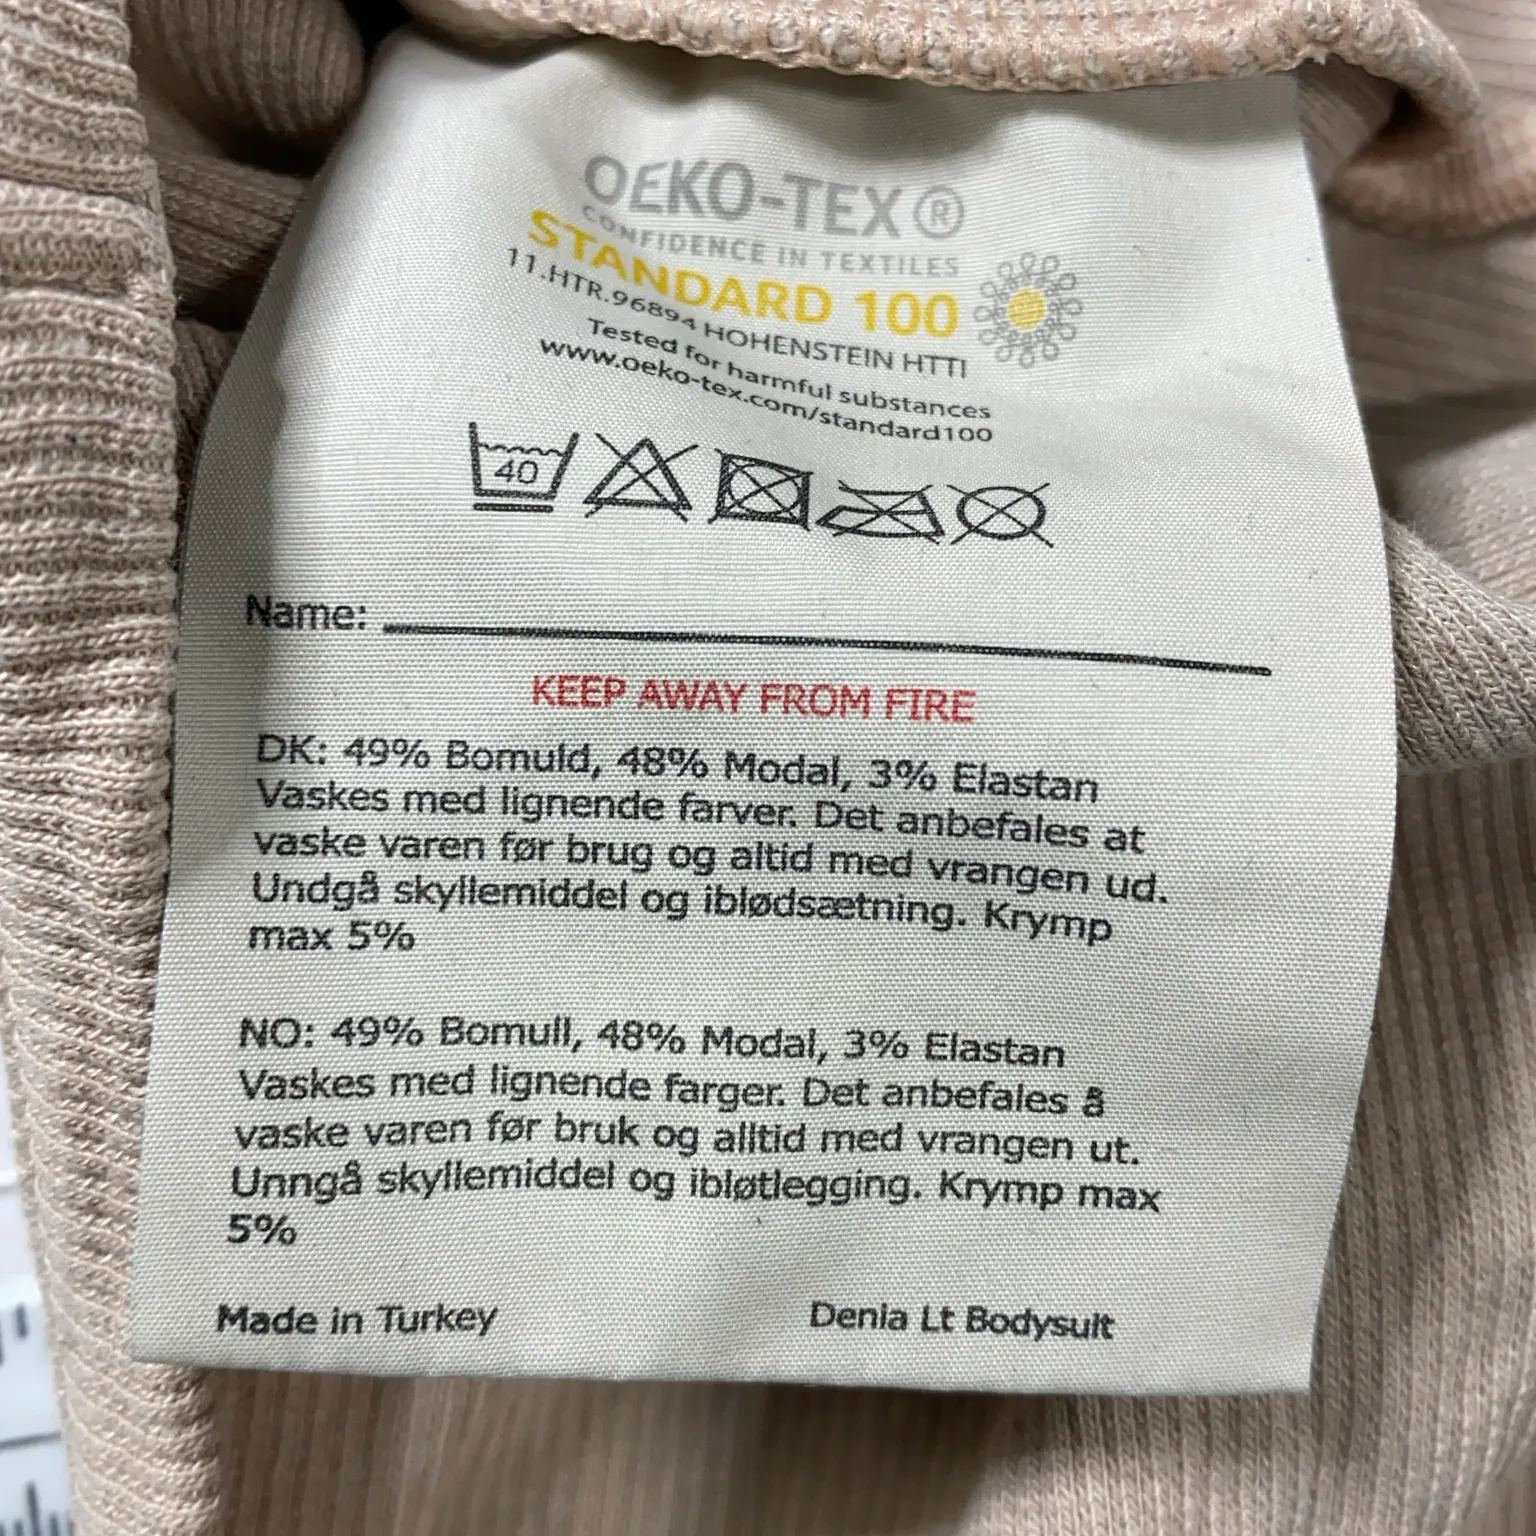 OEKO-TEX®
CONFIDENCE IN TEXTILES
STANDARD 100
11.HTR.96894 HOHENSTEIN HTTI
Tested for harmful substances
www.oeko-tex.com/standard100
40
Name:
KEEP AWAY FROM FIRE
DK: 49% Bomuld, 48% Modal, 3% Elastan
Vaskes med lignende farver. Det anbefales at
vaske varen før brug og altid med vrangen ud.
Undgå skyllemiddel og iblødsætning. Krymp
max 5%
NO: 49% Bomull, 48% Modal, 3% Elastan
Vaskes med lignende farger. Det anbefales å
vaske varen før bruk og alltid med vrangen ut.
Unngå skyllemiddel og ibløtlegging. Krymp max
5%
Made in Turkey Denia Lt Bodysuit